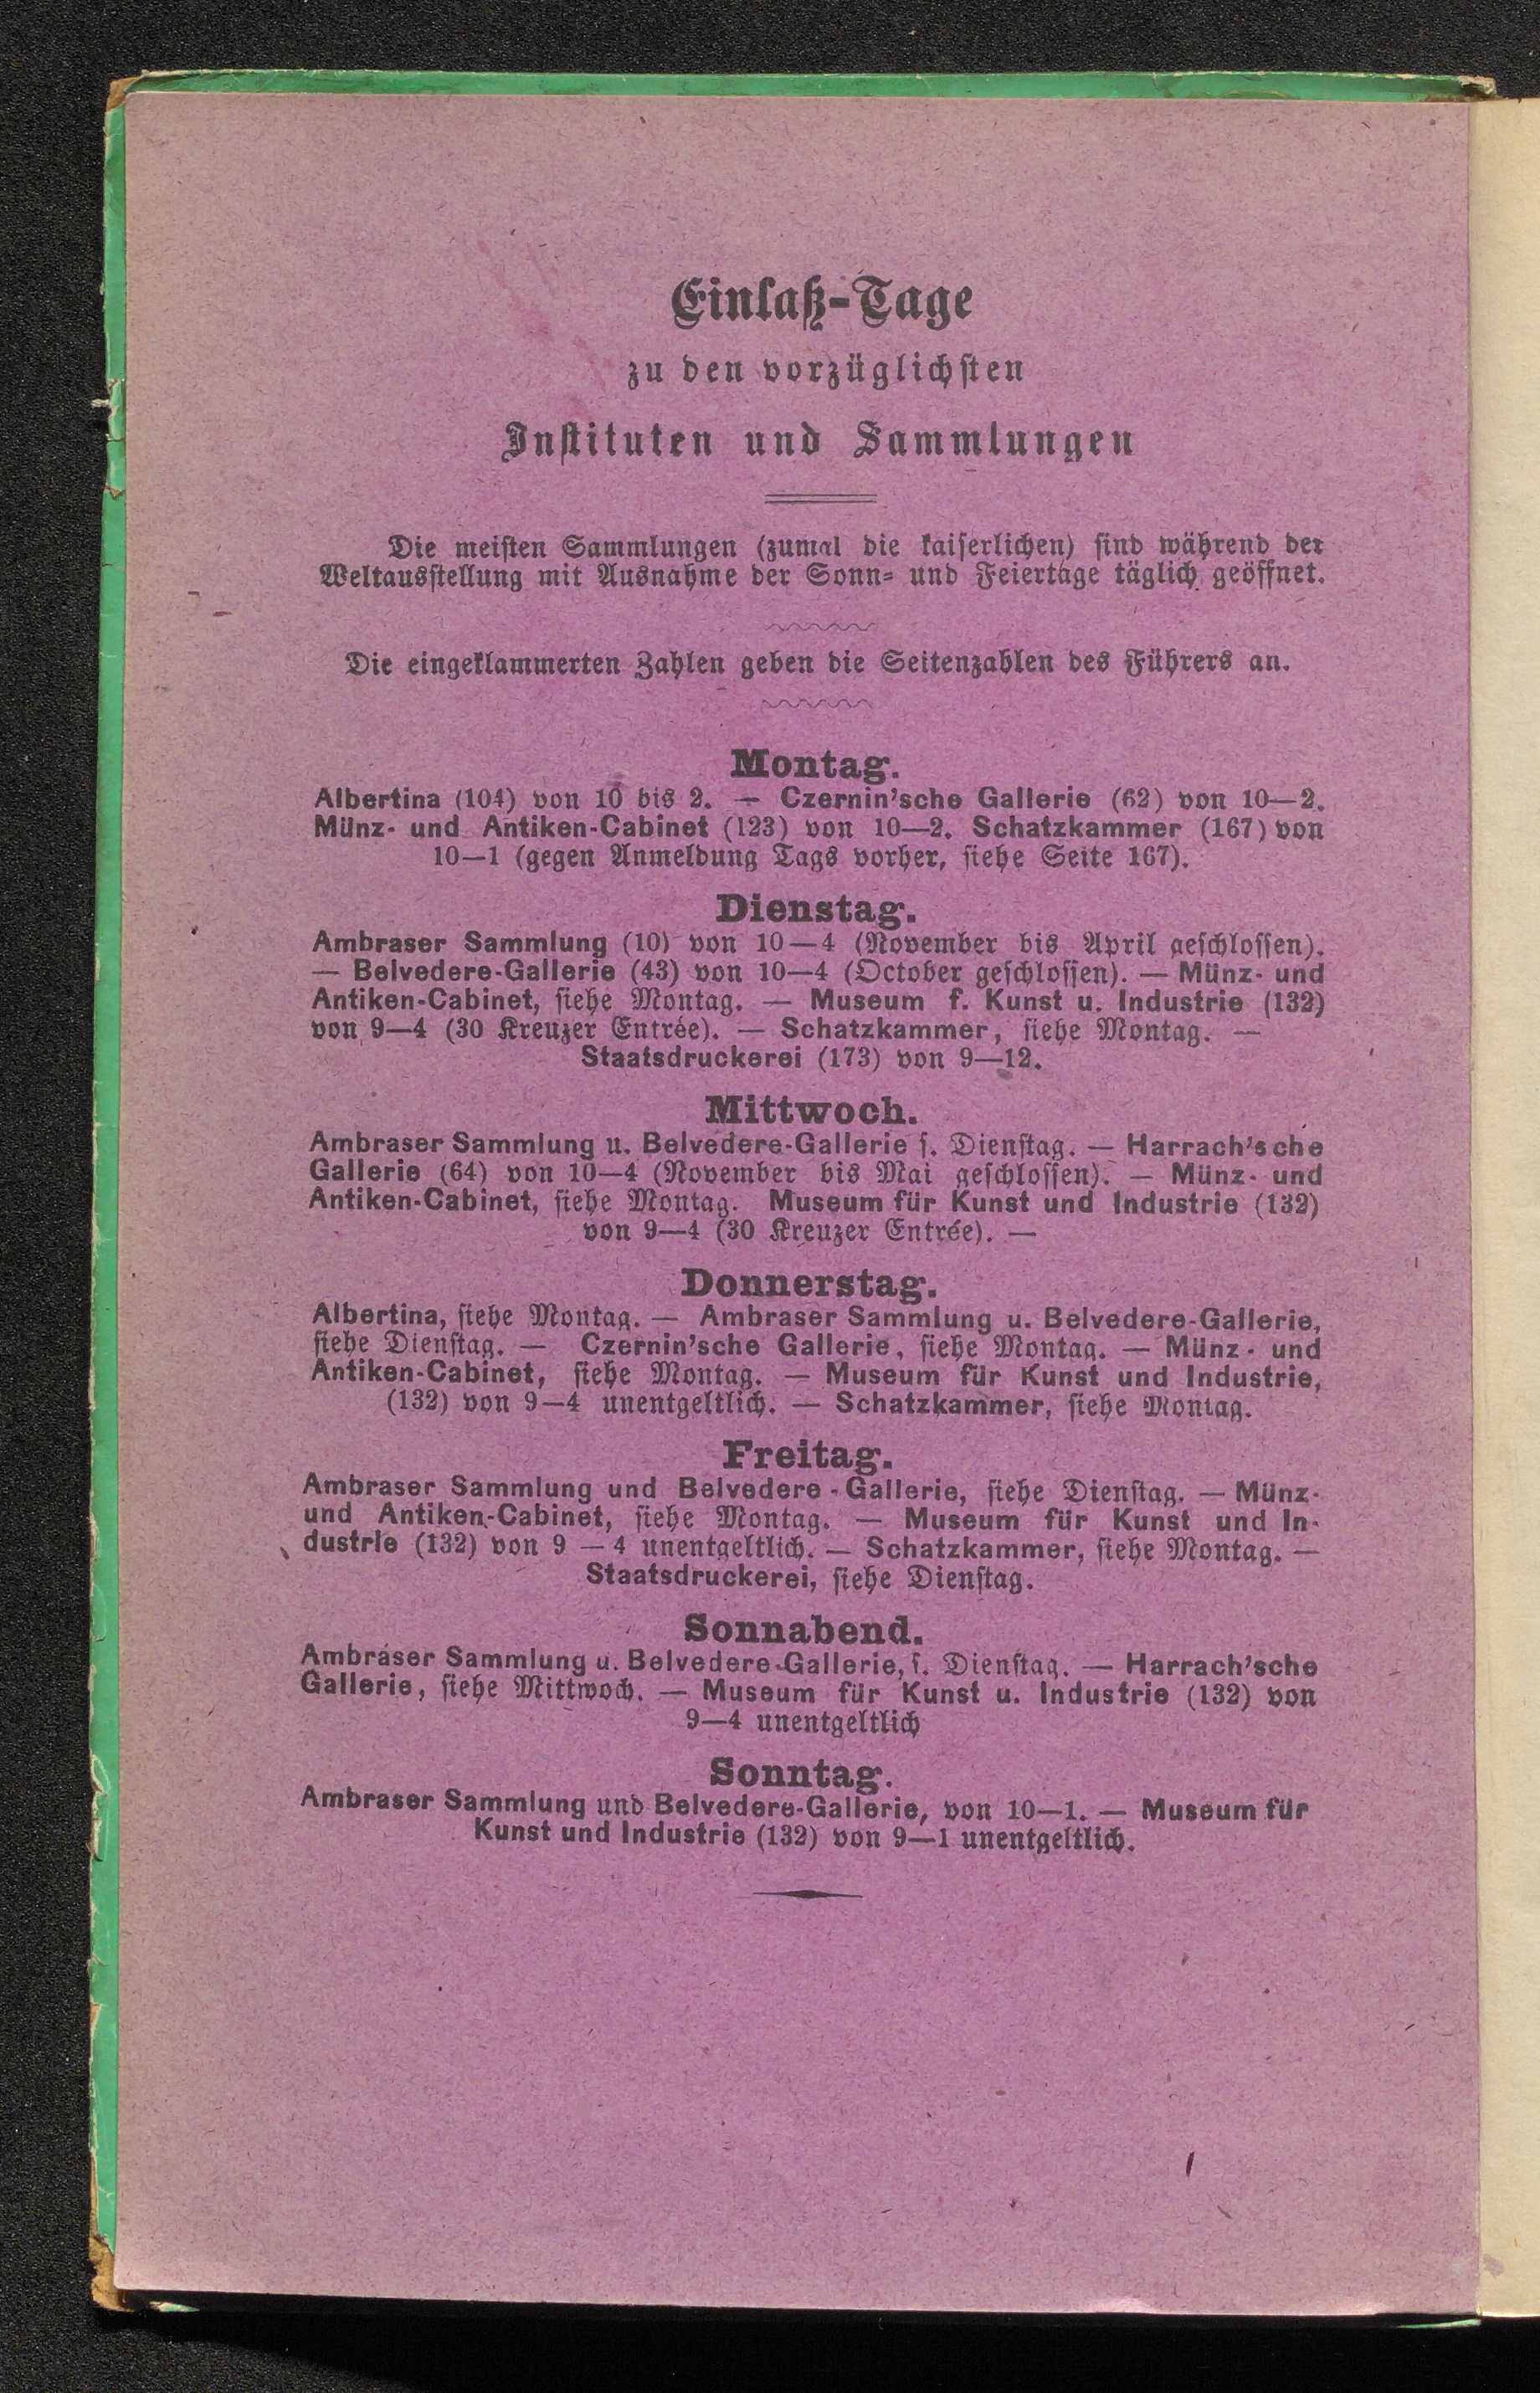 Einlaß-Tage
zu den vorzüglichsten
Instituten und Sammlungen
Die meisten Sammlungen (zumal die kaiserlichen) sind während der
Weltausstellung mit Ausnahme der Sonn- und Feiertage täglich geöffnet.
Die eingeklammerten Zahlen geben die Seitenzahlen des Führers an.
Montag.
Albertina (104) von 10 bis 2. — Czernin'sche Gallerie (62) von 10—2.
Münz- und Antiken-Cabinet (123) von 10—2. Schatzkammer (167) von
10—1 (gegen Anmeldung Tags vorher, siehe Seite 167).
Dienstag.
Ambraser Sammlung (10) von 10—4 (November bis April geschlossen).
— Belvedere-Gallerie (43) von 10—4 (October geschlossen). — Münz- und
Antiken-Cabinet, siehe Montag. — Museum f. Kunst u. Industrie (132)
von 9—4 (30 Kreuzer Entrée). — Schatzkammer, siehe Montag. —
Staatsdruckerei (173) von 9—12.
Mittwoch.
Ambraser Sammlung u. Belvedere-Gallerie s. Dienstag. — Harrach'sche
Gallerie (64) von 10—4 (November bis Mai geschlossen). — Münz- und
Antiken-Cabinet, siehe Montag. Museum für Kunst und Industrie (132)
von 9—4 (30 Kreuzer Entrée). —
Donnerstag.
Albertina, siehe Montag. — Ambraser Sammlung u. Belvedere-Gallerie,
siehe Dienstag. — Czernin'sche Gallerie, siehe Montag. — Münz- und
Antiken-Cabinet, siehe Montag. — Museum für Kunst und Industrie,
(132) von 9—4 unentgeltlich. — Schatzkammer, siehe Montag.
Freitag.
Ambraser Sammlung und Belvedere-Gallerie, siehe Dienstag. — Münz-
und Antiken-Cabinet, siehe Montag. — Museum für Kunst und In-
dustrie (132) von 9 — 4 unentgeltlich. — Schatzkammer, siehe Montag. —
Staatsdruckerei, siehe Dienstag.
Sonnabend.
Ambraser Sammlung u. Belvedere-Gallerie, s. Dienstag. — Harrach'sche
Gallerie, siehe Mittwoch. — Museum für Kunst u. Industrie (132) von
9—4 unentgeltlich
Sonntag.
Ambraser Sammlung und Belvedere-Gallerie, von 10—1. — Museum für
Kunst und Industrie (132) von 9—1 unentgeltlich.